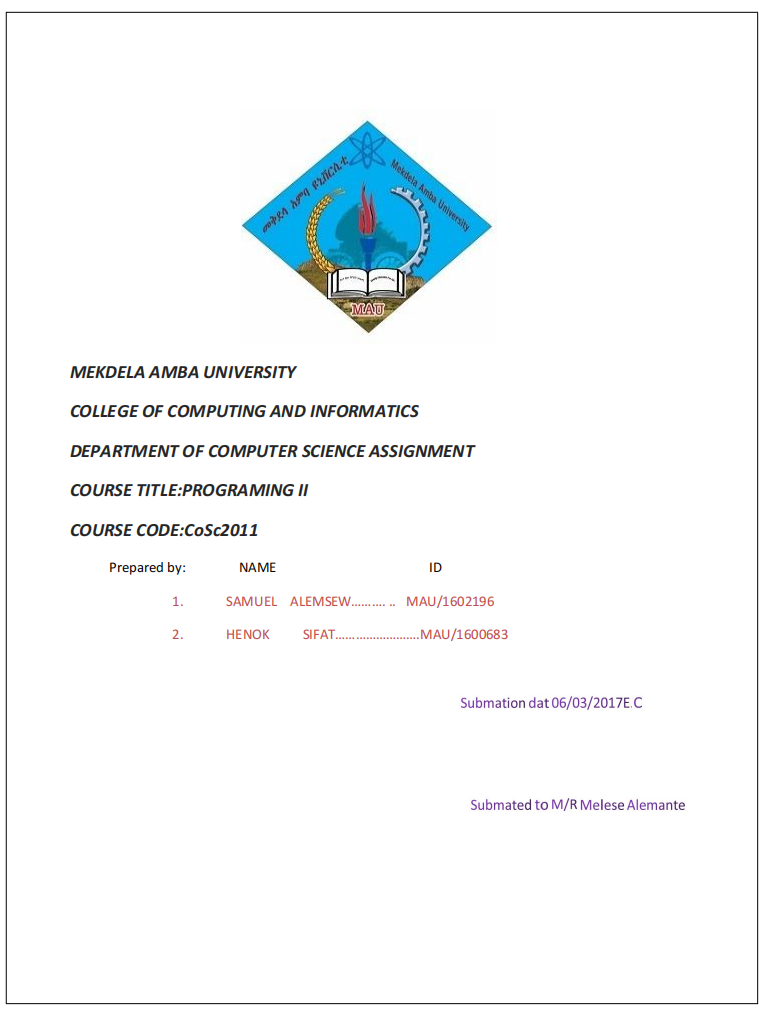 መቅደላ አምባ ዩኒቨርሲቲ
Mekdela Amba University
MAU
MEKDELA AMBA UNIVERSITY
COLLEGE OF COMPUTING AND INFORMATICS
DEPARTMENT OF COMPUTER SCIENCE ASSIGNMENT
COURSE TITLE:PROGRAMING II
COURSE CODE:CoSc2011
Prepared by: NAME ID
1. SAMUEL ALEMSEW.......... .. MAU/1602196
2. HENOK SIFAT.........................MAU/1600683
Submation dat 06/03/2017E.C
Submated to M/R Melese Alemante